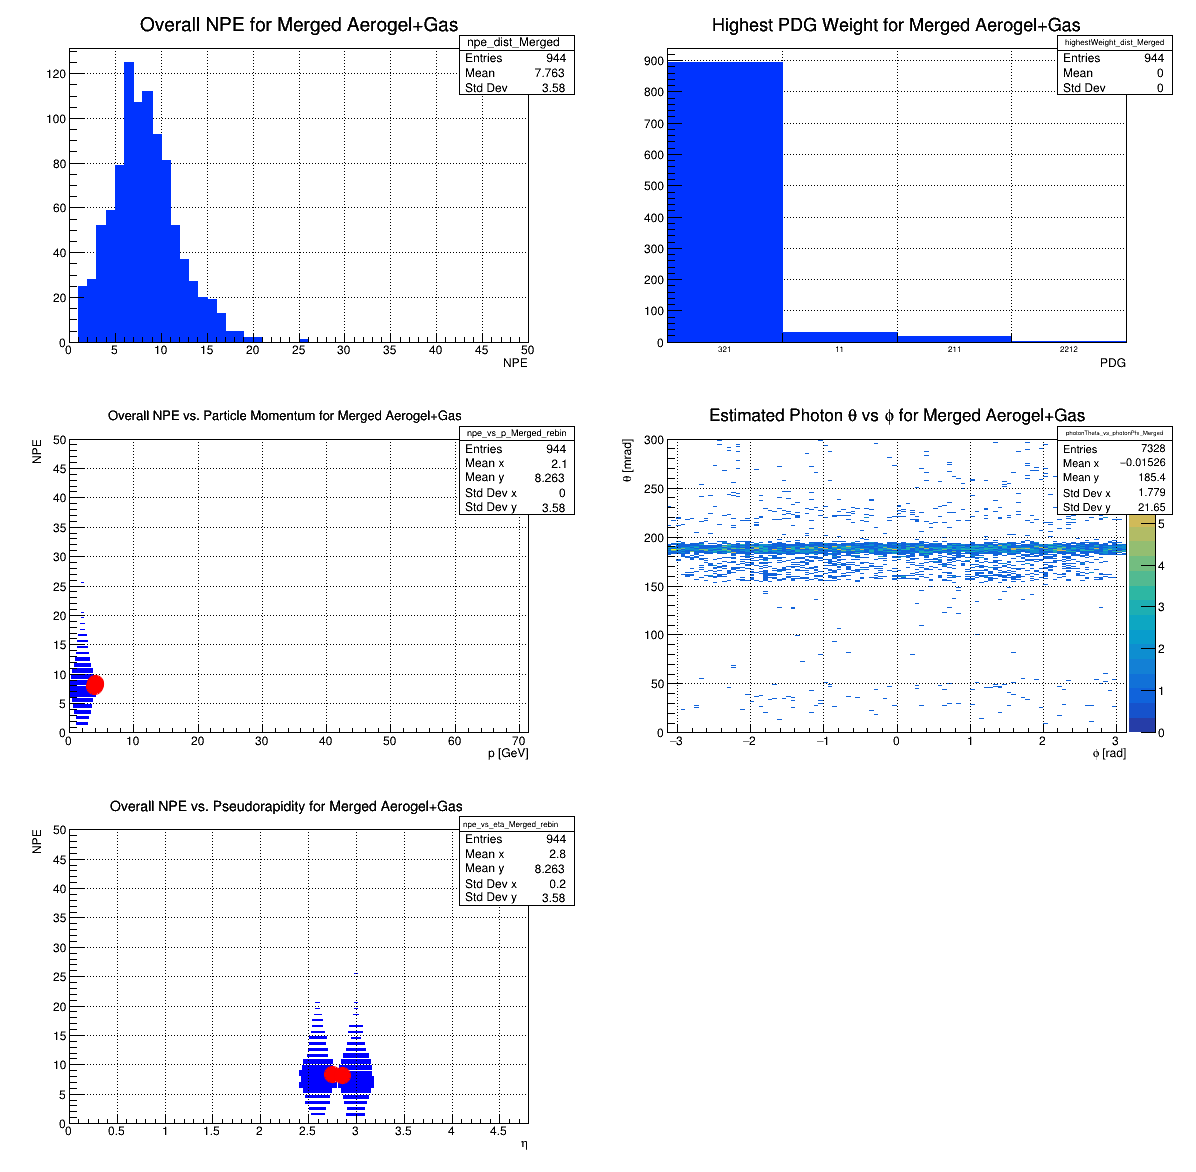 Overall NPE for Merged Aerogel+Gas
npe_dist_Merged
Entries 944
Mean 7.763
Std Dev 3.58
120
100
80
60
40
20
0
0 5 10 15 20 25 30 35 40 45 50
NPE
Highest PDG Weight for Merged Aerogel+Gas
highestWeight_dist_Merged
Entries 944
Mean 0
Std Dev 0
900
800
700
600
500
400
300
200
100
0
321 11 211 2212
PDG
Overall NPE vs. Particle Momentum for Merged Aerogel+Gas
NPE
npe_vs_p_Merged_rebin
Entries 944
Mean x 2.1
Mean y 8.263
Std Dev x 0
Std Dev y 3.58
50
45
40
35
30
25
20
15
10
5
0
0 10 20 30 40 50 60 70
p [GeV]
Estimated Photon θ vs ϕ for Merged Aerogel+Gas
θ [mrad]
photonTheta_vs_photonPhi_Merged
Entries 7328
Mean x −0.01526
Mean y 185.4
Std Dev x 1.779
Std Dev y 21.65
300
250
200
150
100
50
0
−3 −2 −1 0 1 2 3
ϕ [rad]
5
4
3
2
1
0
Overall NPE vs. Pseudorapidity for Merged Aerogel+Gas
NPE
npe_vs_eta_Merged_rebin
Entries 944
Mean x 2.8
Mean y 8.263
Std Dev x 0.2
Std Dev y 3.58
50
45
40
35
30
25
20
15
10
5
0
0 0.5 1 1.5 2 2.5 3 3.5 4 4.5
η